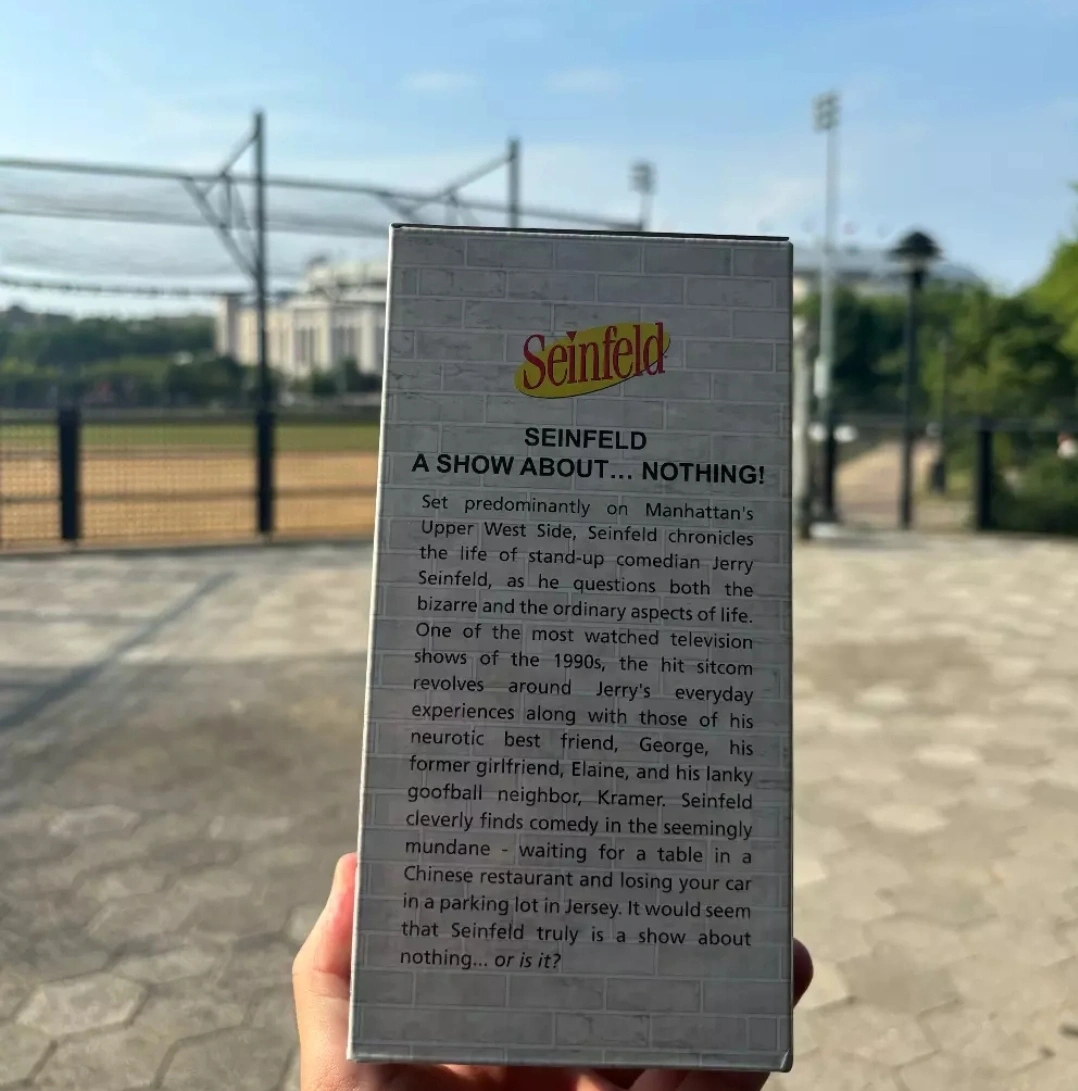 Seinfeld
SEINFELD
A SHOW ABOUT... NOTHING!
Set predominantly on Manhattan's
Upper West Side, Seinfeld chronicles
the life of stand-up comedian Jerry
Seinfeld, as he questions both the
bizarre and the ordinary aspects of life.
One of the most watched television
shows of the 1990s, the hit sitcom
revolves around Jerry's everyday
experiences along with those of his
neurotic best friend, George, his
former girlfriend, Elaine, and his lanky
goofball neighbor, Kramer. Seinfeld
cleverly finds comedy in the seemingly
mundane - waiting for a table in a
Chinese restaurant and losing your car
in a parking lot in Jersey. It would seem
that Seinfeld truly is a show about
nothing... or is it?